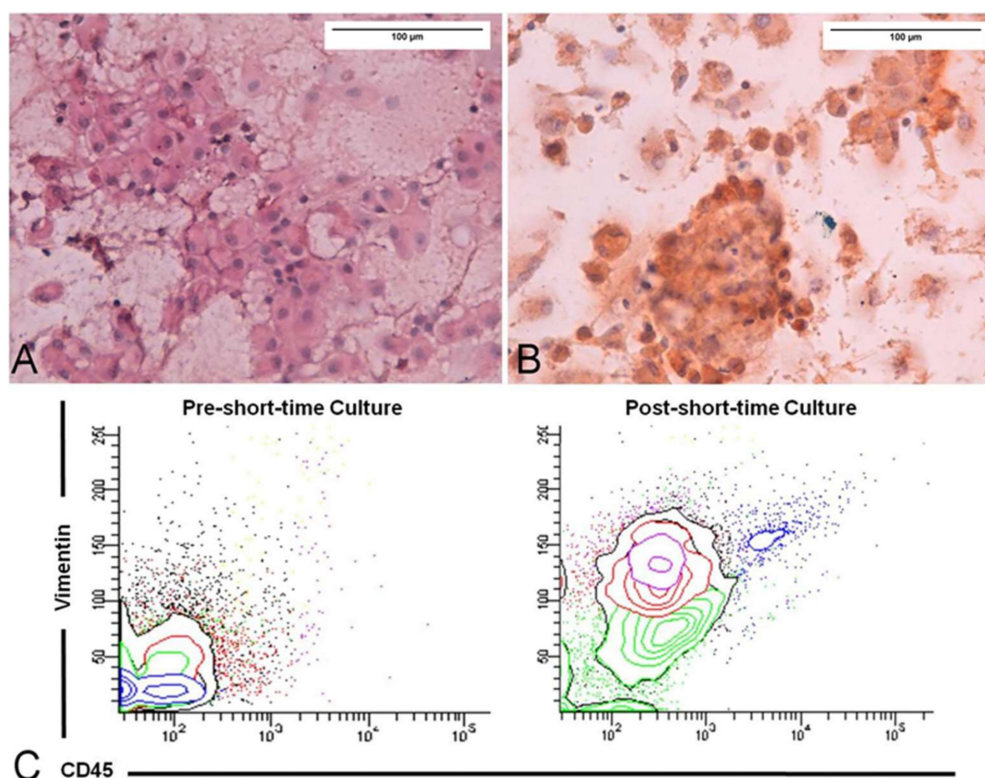 100 µm
100 µm
A
B
Pre-short-time Culture
Post-short-time Culture
Vimentin
250
200
150
100
50
10²
10³
10⁴
10⁵
250
200
150
100
50
10²
10³
10⁴
10⁵
C
CD45